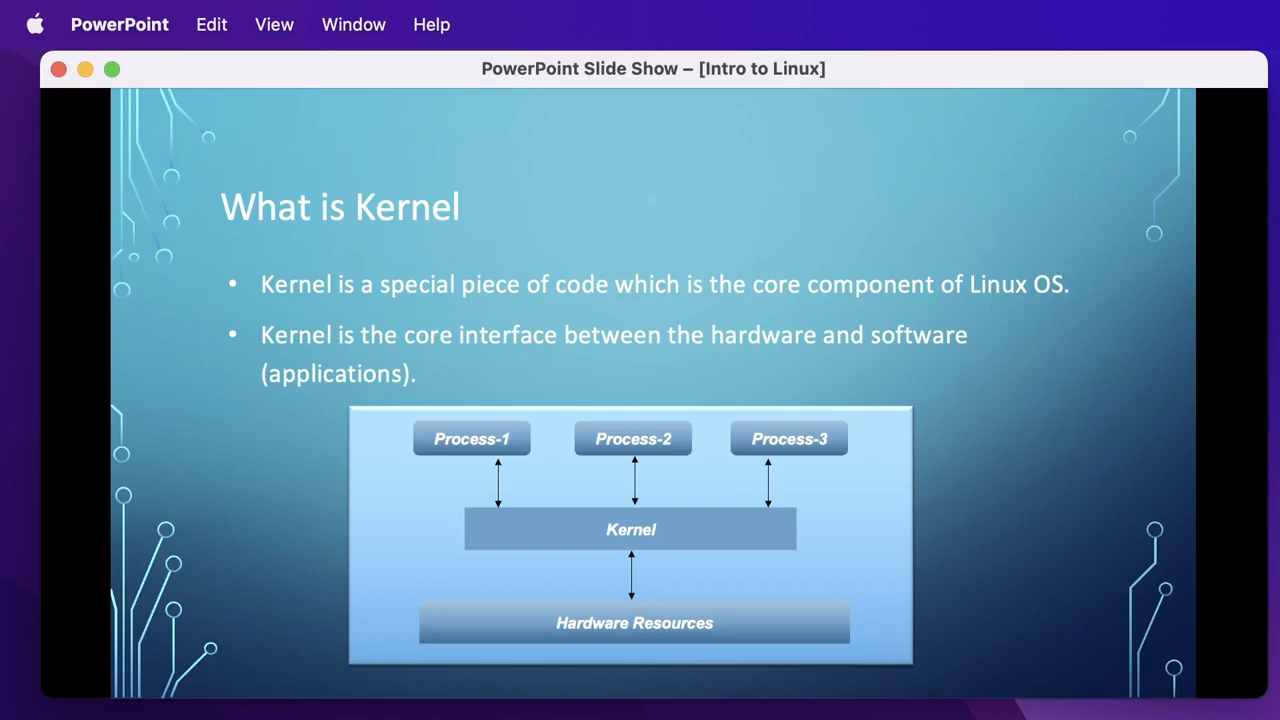 PowerPoint Edit View Window Help
PowerPoint Slide Show – [Intro to Linux]
What is Kernel
• Kernel is a special piece of code which is the core component of Linux OS.
• Kernel is the core interface between the hardware and software
(applications).
Process-1 Process-2 Process-3
Kernel
Hardware Resources